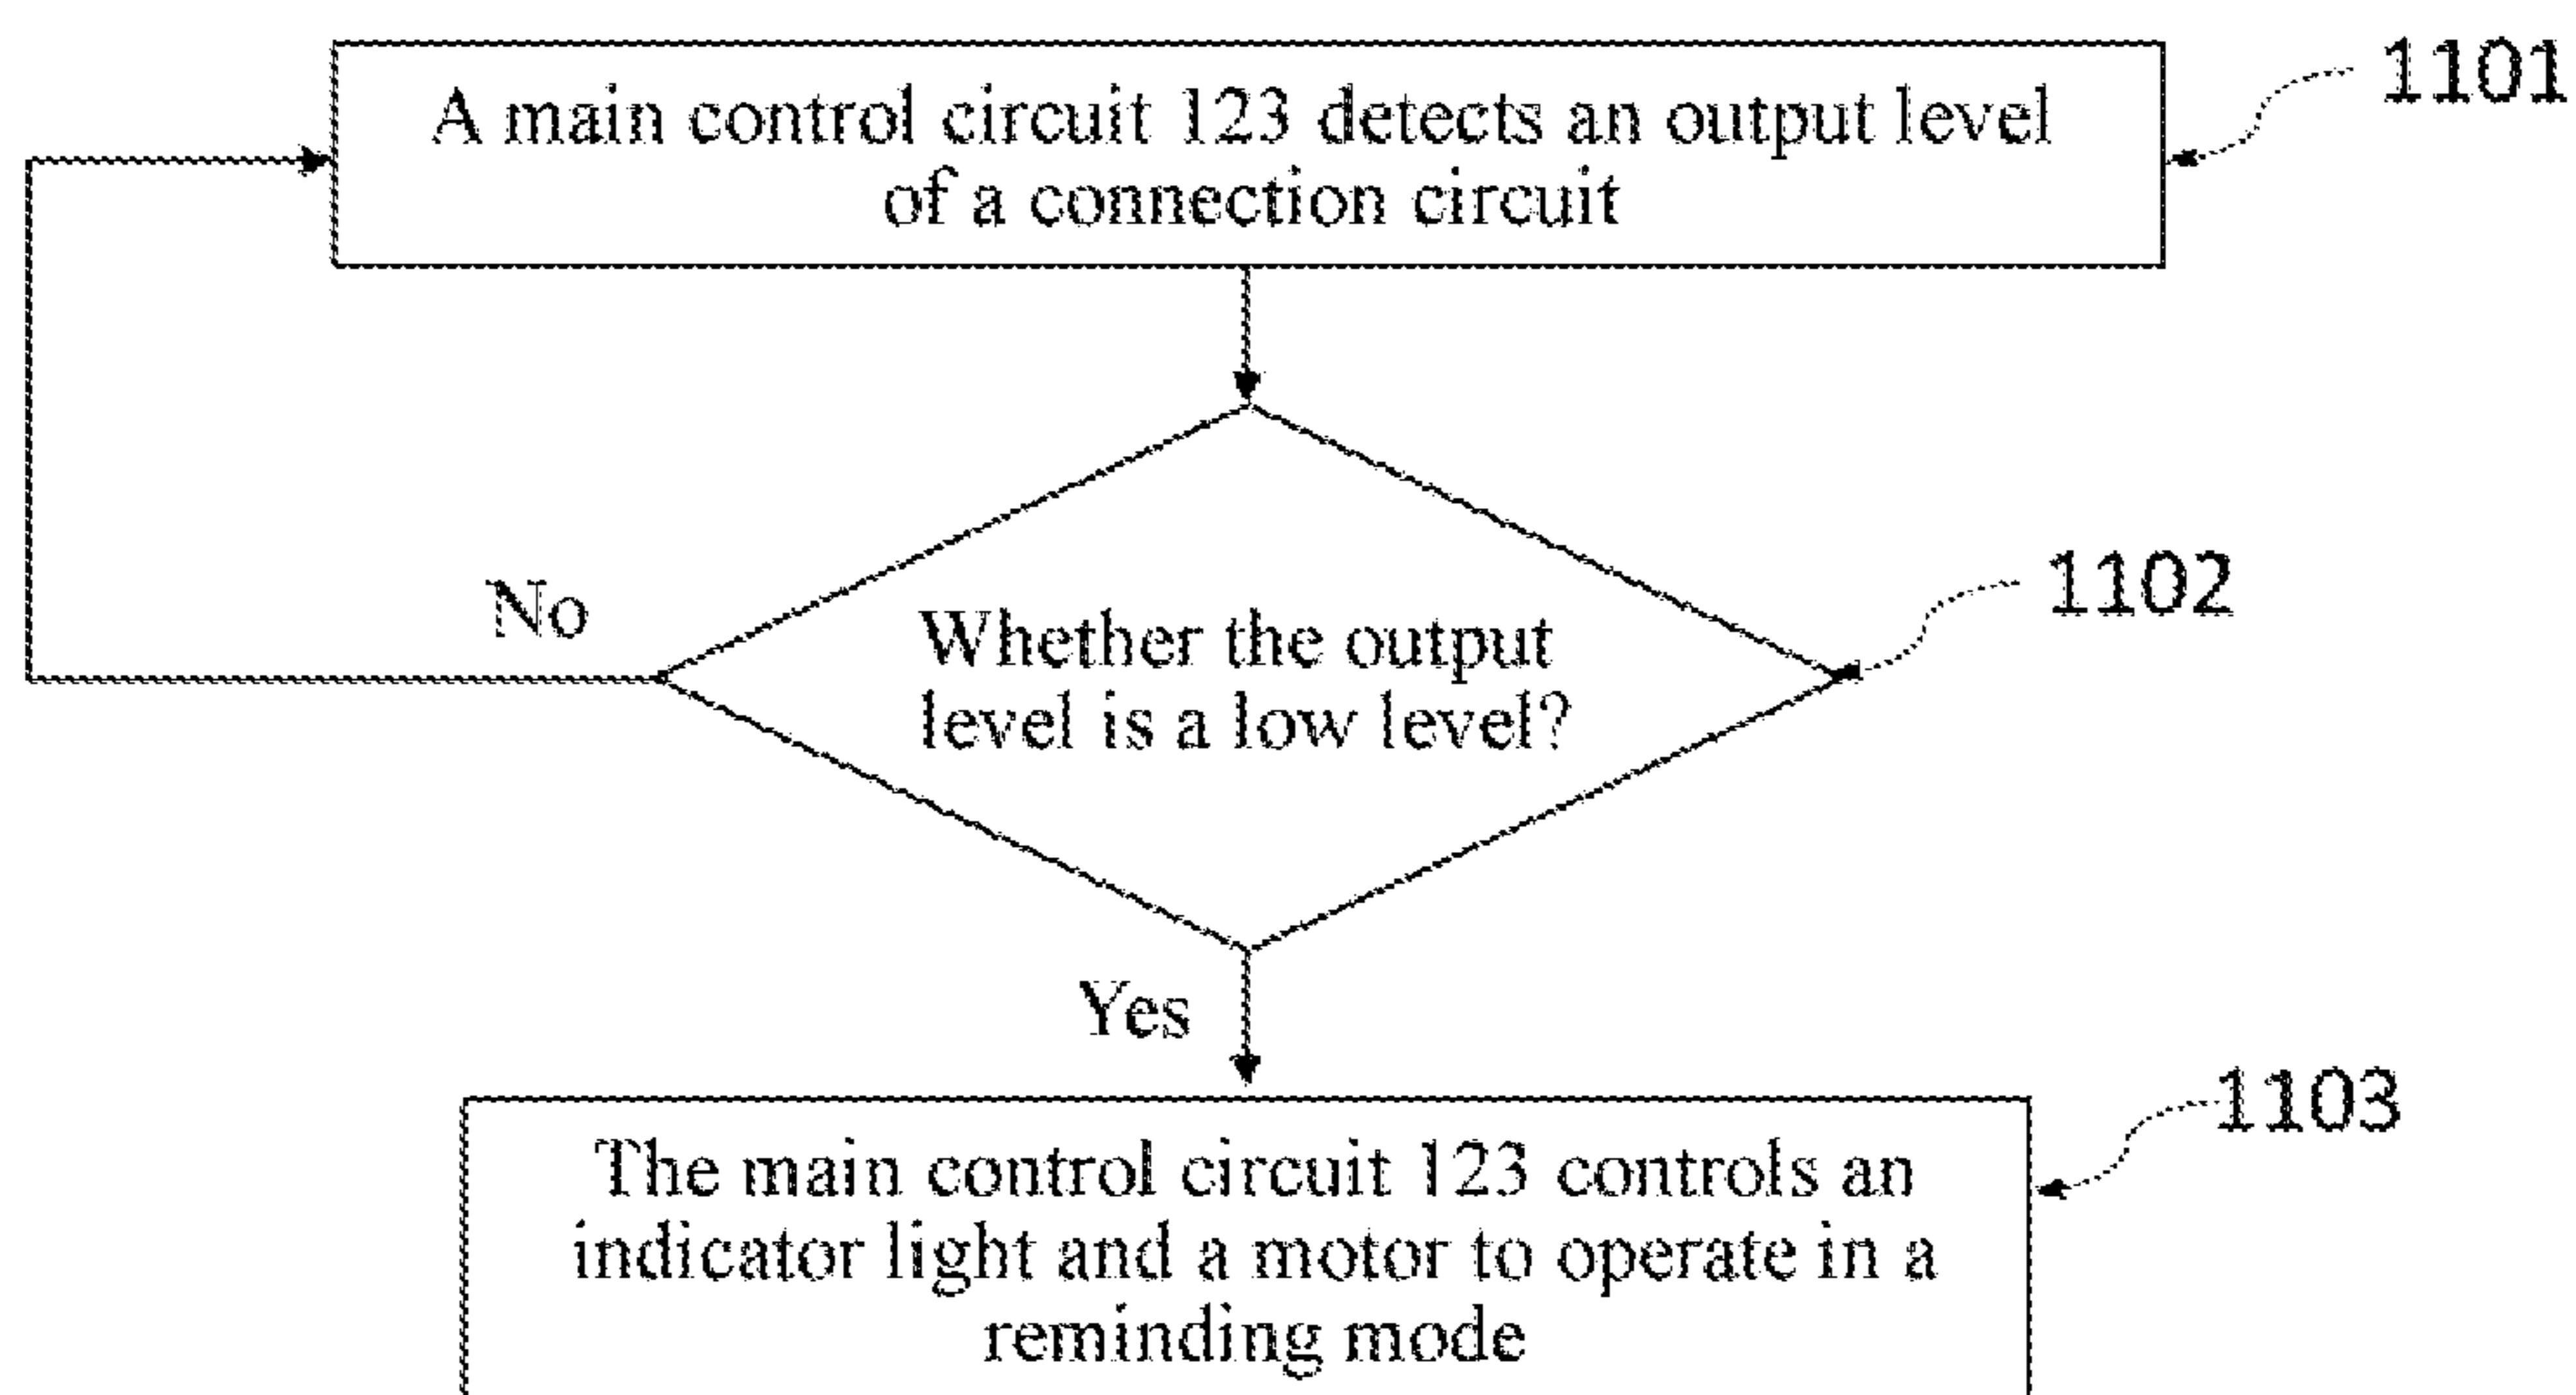 A main control circuit 123 detects an output level
of a connection circuit
1101
No
Whether the output
level is a low level?
1102
Yes
The main control circuit 123 controls an
indicator light and a motor to operate in a
reminding mode
1103